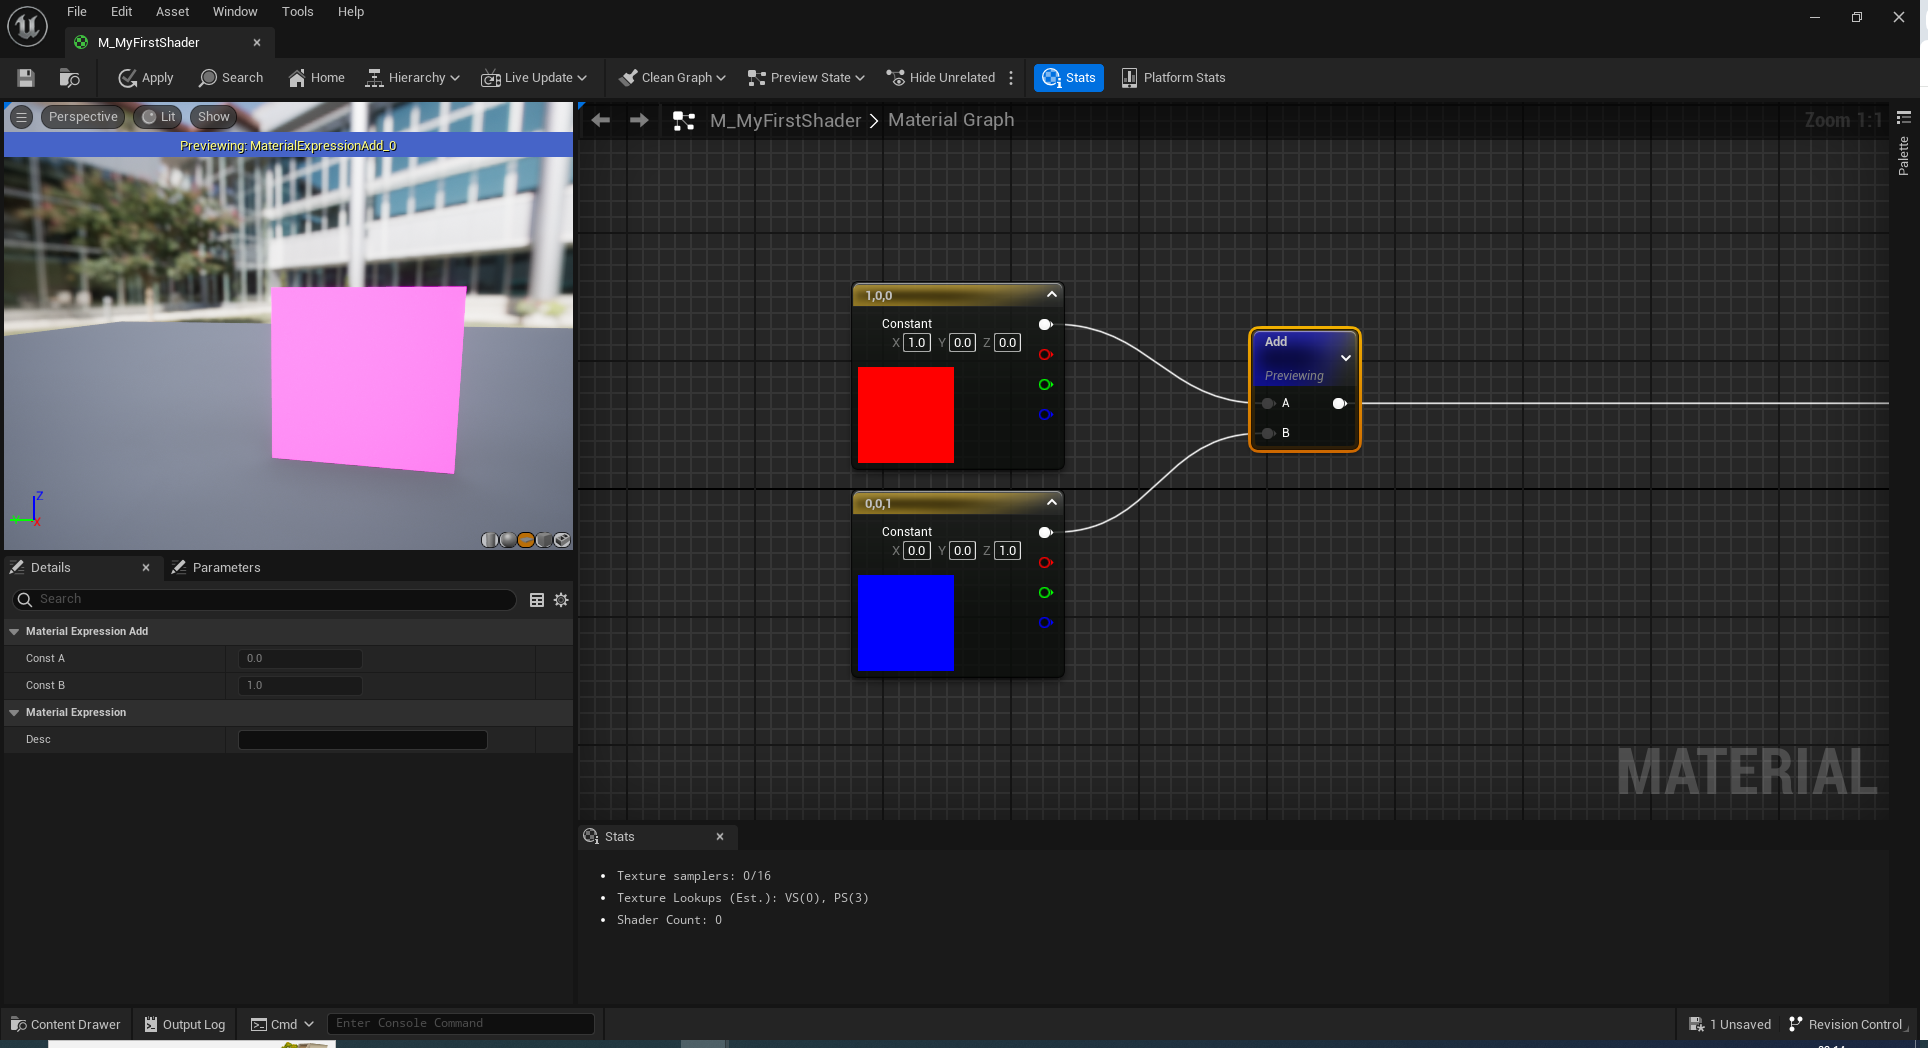 File Edit Asset Window Tools Help
M_MyFirstShader
Apply Search Home Hierarchy Live Update Clean Graph Preview State Hide Unrelated Stats Platform Stats
Perspective Lit Show
Previewing: MaterialExpressionAdd_0
M_MyFirstShader > Material Graph
Zoom 1:1
Palette
1,0,0
Constant
X 1.0 Y 0.0 Z 0.0
Add
Previewing
A
B
0,0,1
Constant
X 0.0 Y 0.0 Z 1.0
MATERIAL
Z
Y
X
Details Parameters
Search
Material Expression Add
Const A 0.0
Const B 1.0
Material Expression
Desc
Stats
Texture samplers: 0/16
Texture Lookups (Est.): VS(0), PS(3)
Shader Count: 0
Content Drawer Output Log Cmd Enter Console Command 1 Unsaved Revision Control